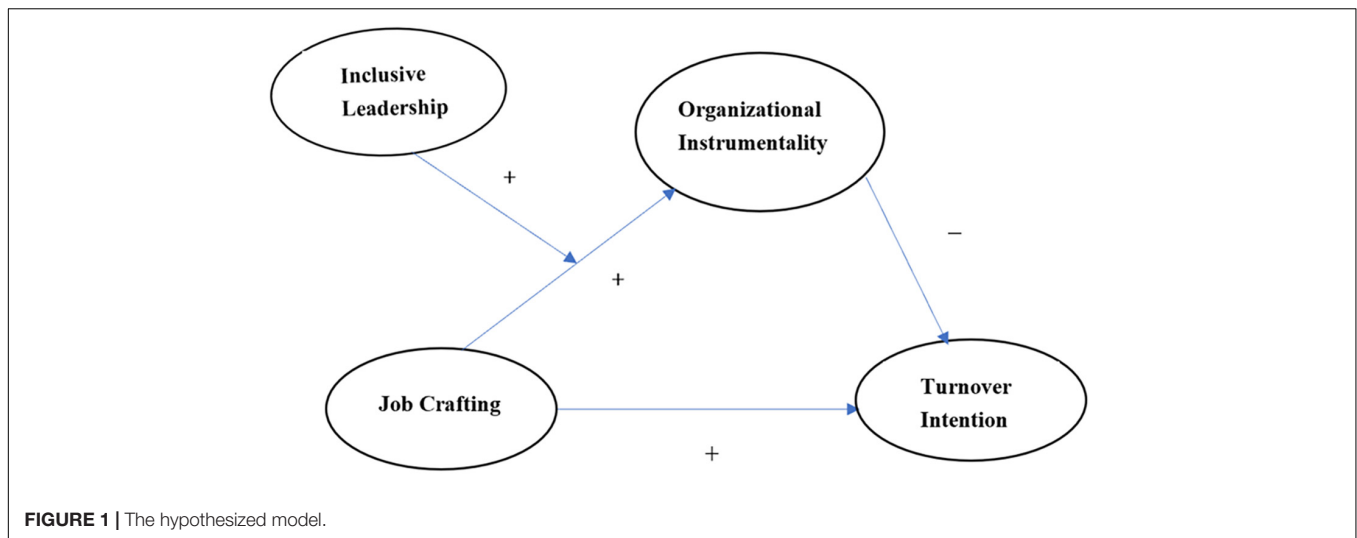 Inclusive
Leadership
Organizational
Instrumentality
+
−
+
Job Crafting
Turnover
Intention
+
FIGURE 1 | The hypothesized model.